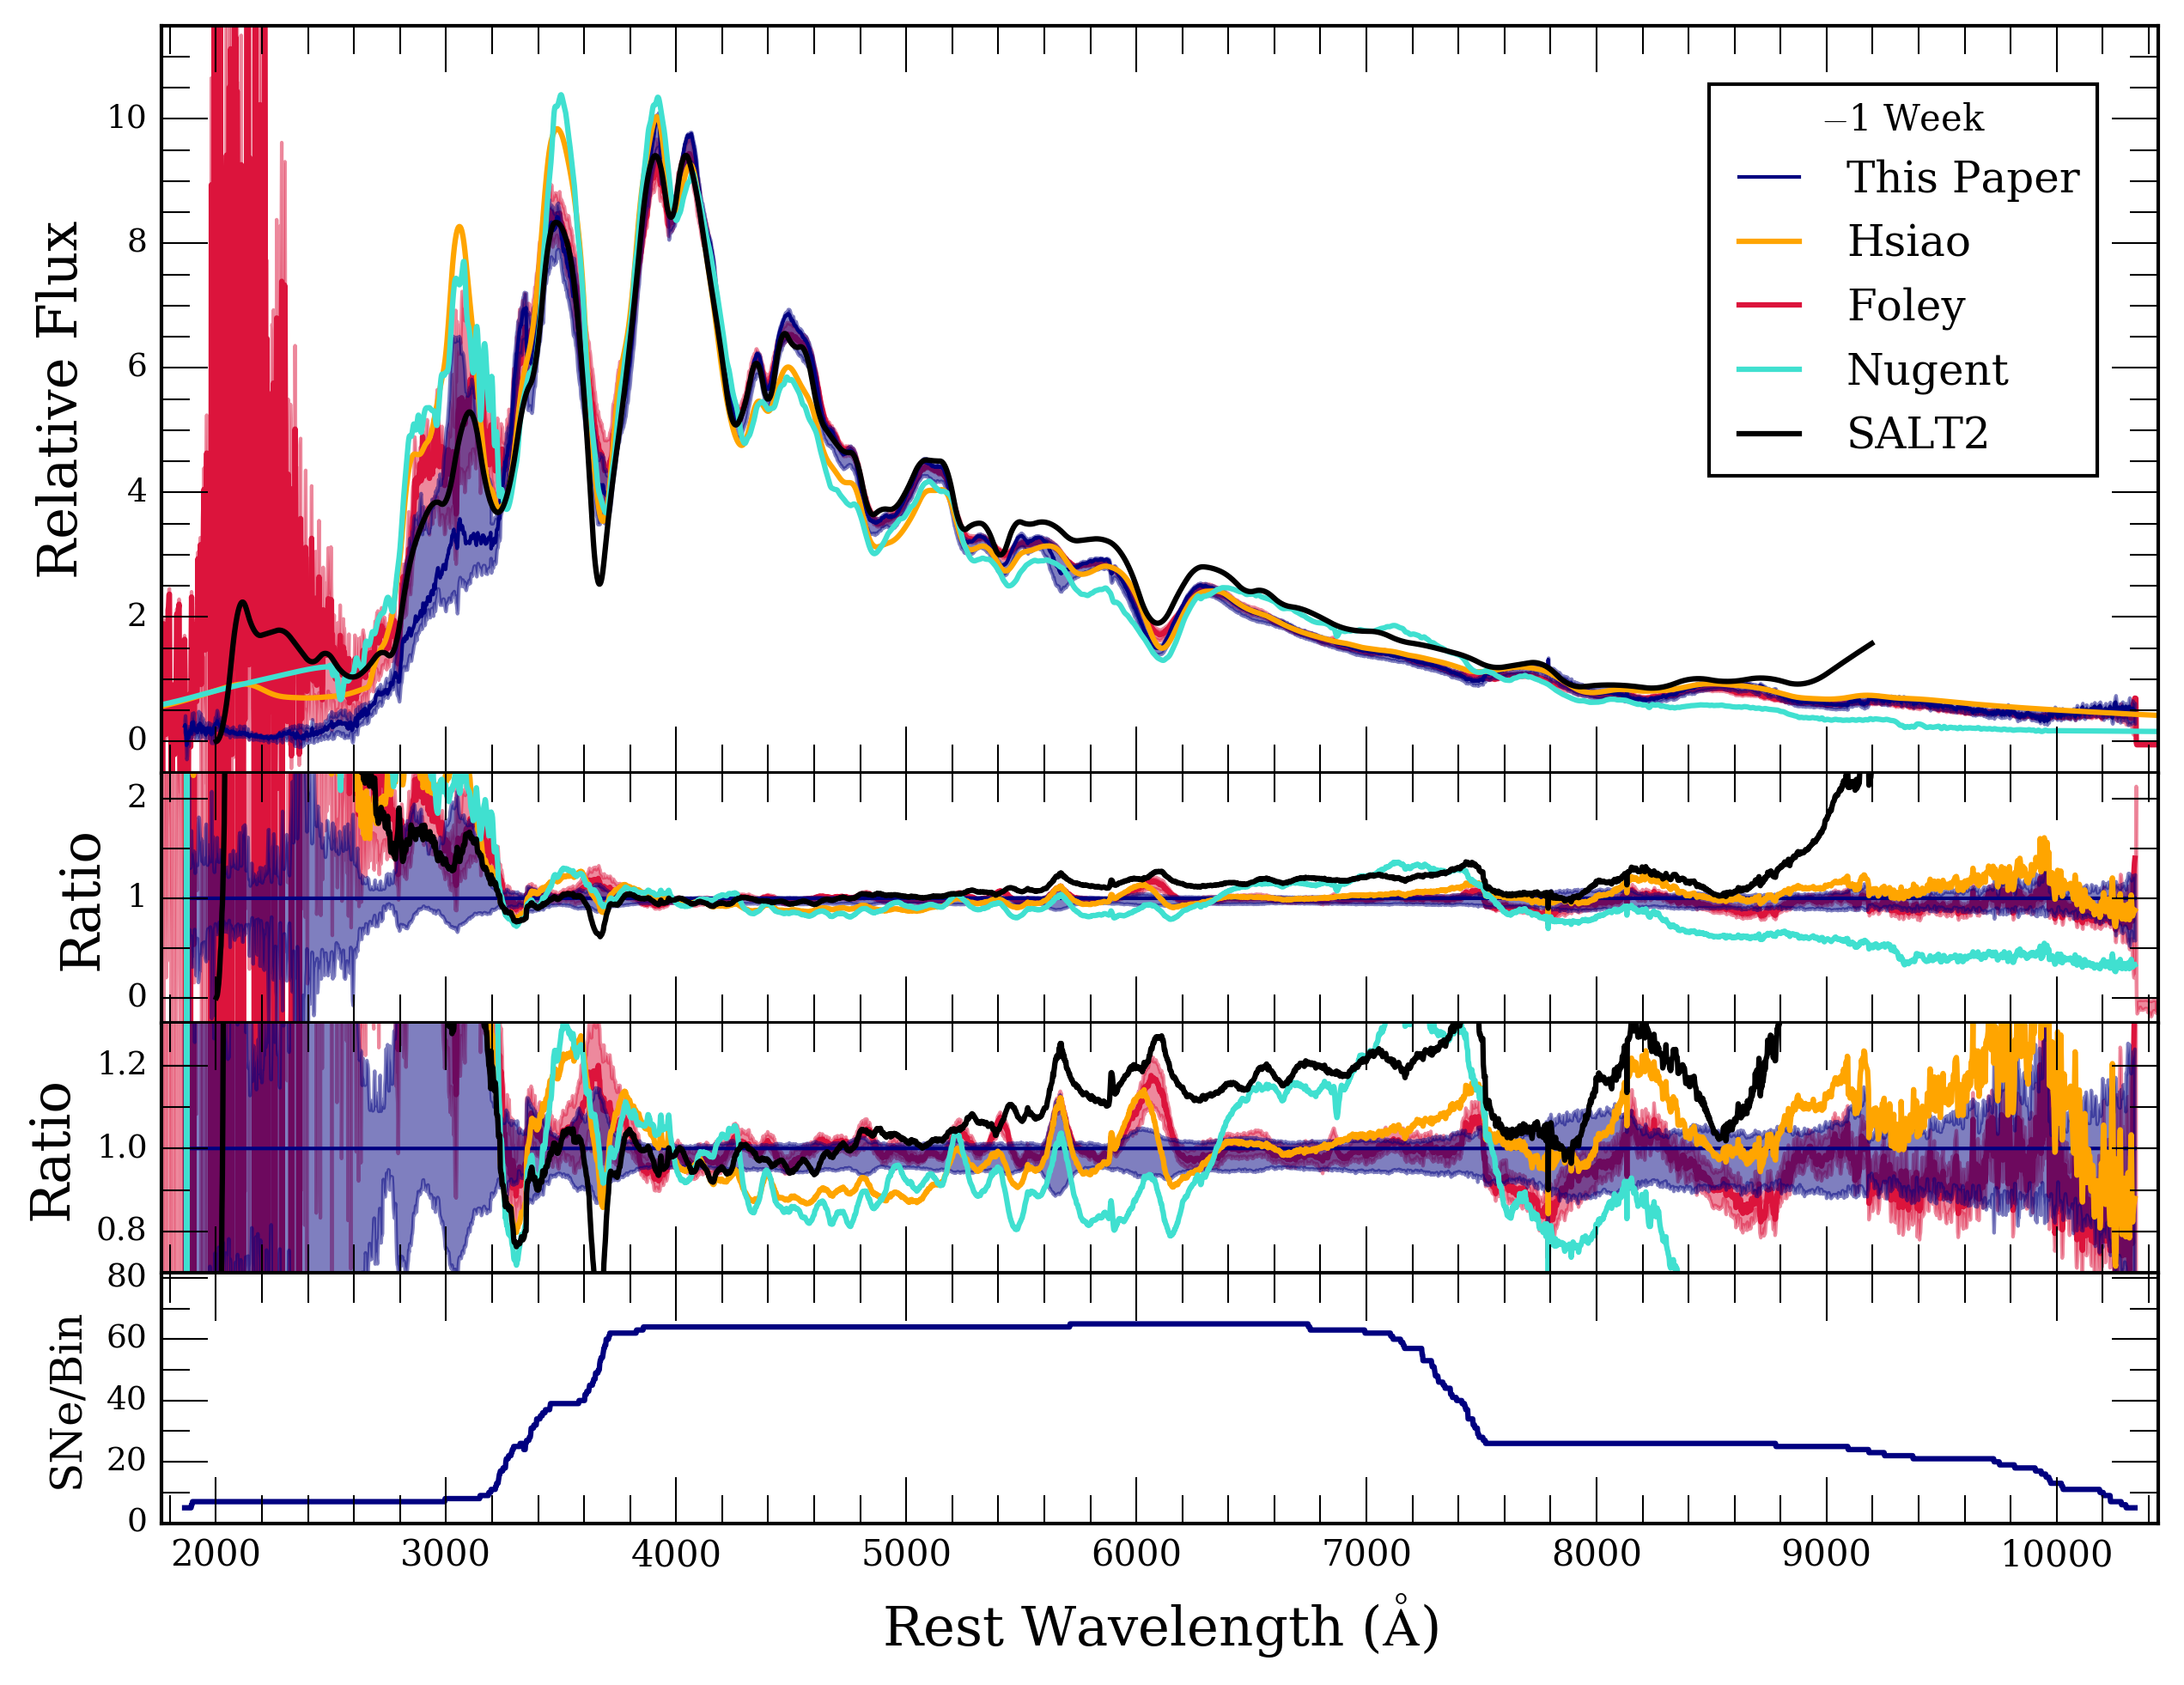 Relative Flux
10
8
6
4
2
0
−1 Week
This Paper
Hsiao
Foley
Nugent
SALT2
Ratio
2
1
0
Ratio
1.2
1.0
0.8
SNe/Bin
80
60
40
20
0
2000 3000 4000 5000 6000 7000 8000 9000 10000
Rest Wavelength (Å)